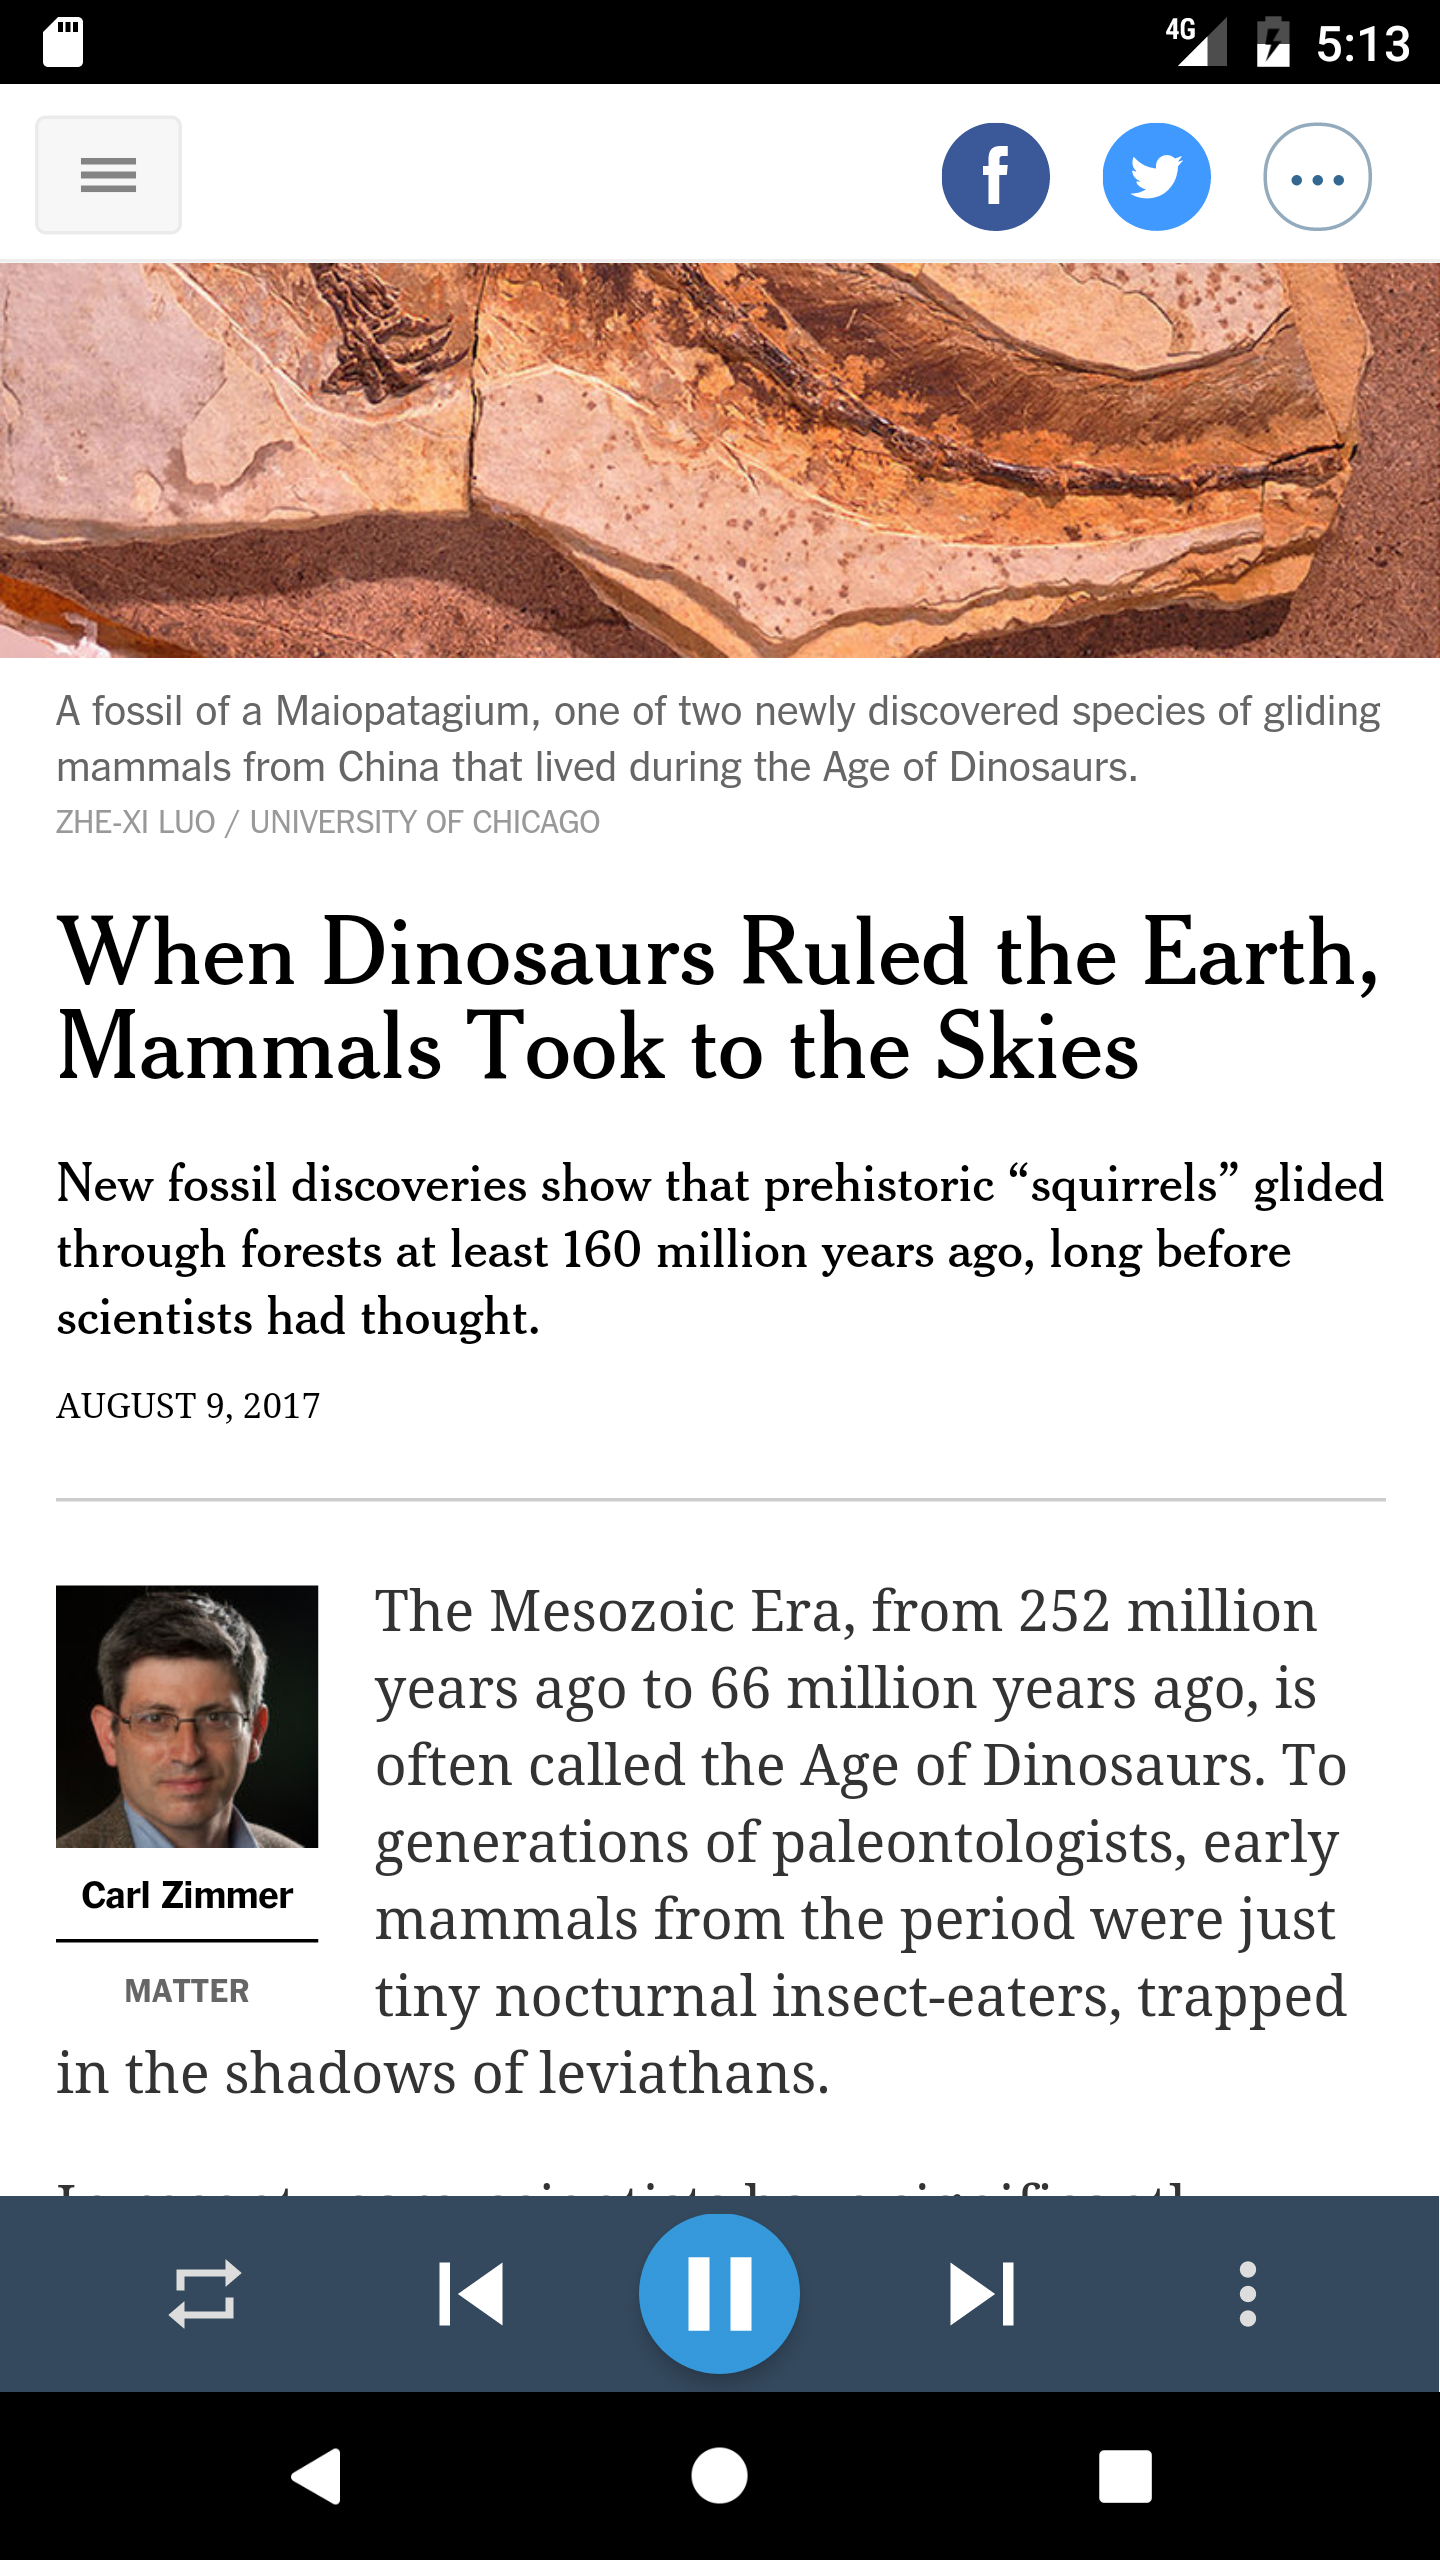 4G 5:13
A fossil of a Maiopatagium, one of two newly discovered species of gliding
mammals from China that lived during the Age of Dinosaurs.
ZHE-XI LUO / UNIVERSITY OF CHICAGO
When Dinosaurs Ruled the Earth,
Mammals Took to the Skies
New fossil discoveries show that prehistoric “squirrels” glided
through forests at least 160 million years ago, long before
scientists had thought.
AUGUST 9, 2017
Carl Zimmer
MATTER
The Mesozoic Era, from 252 million
years ago to 66 million years ago, is
often called the Age of Dinosaurs. To
generations of paleontologists, early
mammals from the period were just
tiny nocturnal insect-eaters, trapped
in the shadows of leviathans.